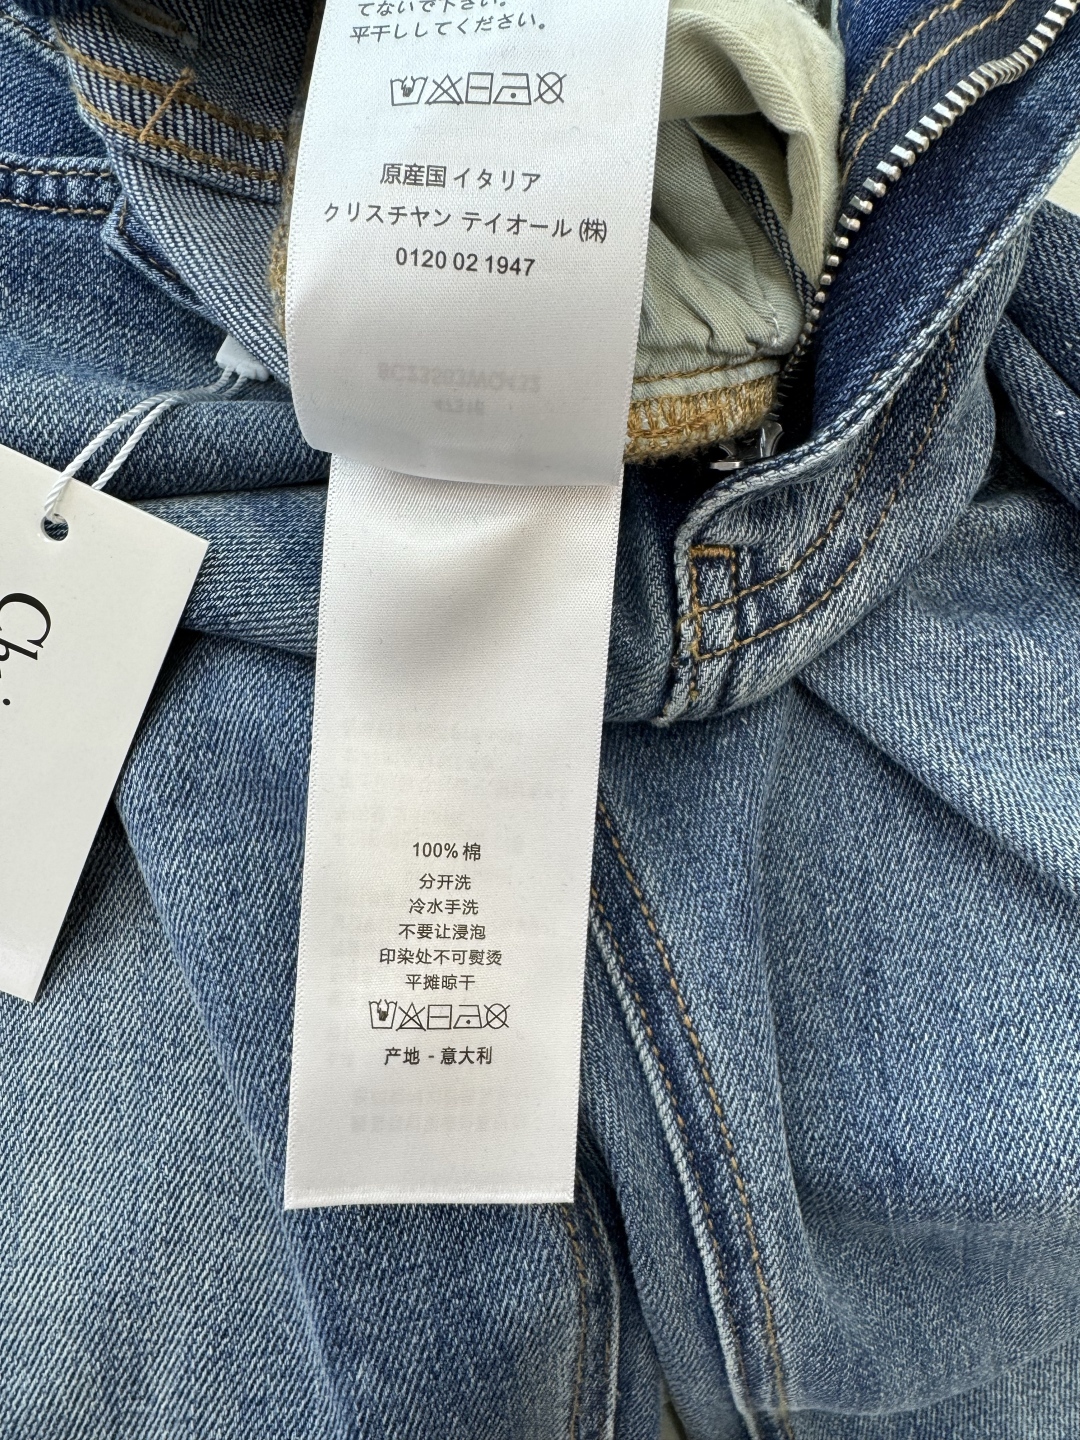 てないで下さい。
平干ししてください。
原産国 イタリア
クリスチヤン テイオール (株)
0120 02 1947
Chri
100% 棉
分开洗
冷水手洗
不要让浸泡
印染处不可熨烫
平摊晾干
产地 - 意大利